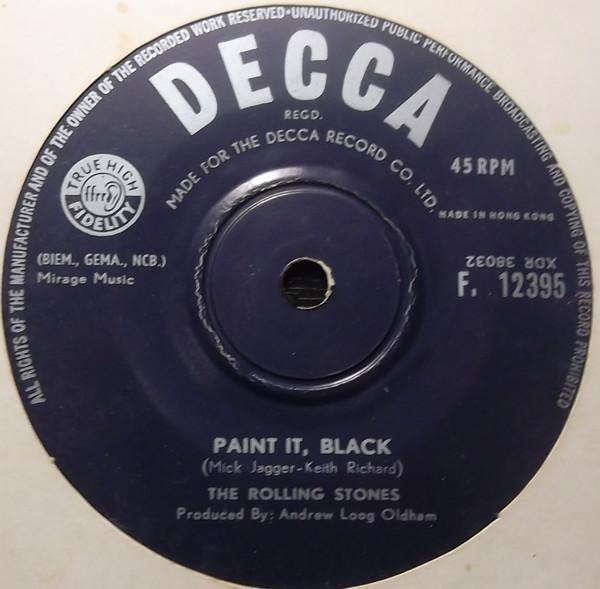 ALL RIGHTS OF THE MANUFACTURER AND OF THE OWNER OF THE RECORDED WORK RESERVED•UNAUTHORIZED PUBLIC PERFORMANCE BROADCASTING AND COPYING OF THIS RECORD PROHIBITED
DECCA
REGD.
MADE FOR THE DECCA RECORD CO. LTD.
TRUE HIGH
ffrr
FIDELITY
45 RPM
MADE IN HONG KONG
(BIEM., GEMA., NCB.)
Mirage Music
XDR 38032
F. 12395
PAINT IT, BLACK
(Mick Jagger-Keith Richard)
THE ROLLING STONES
Produced By: Andrew Loog Oldham